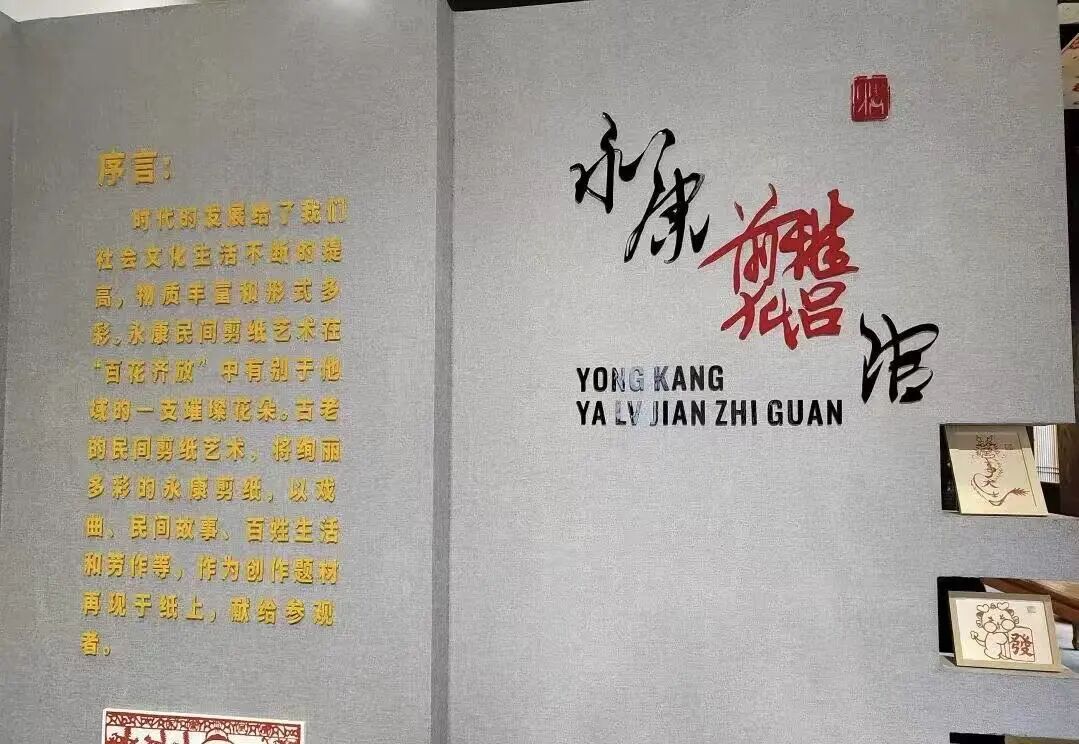 序言：
时代的发展给了我们
社会文化生活不断的提
高，物质丰富和形式多
彩。永康民间剪纸艺术在
“百花齐放”中有别于他
域的一支璀璨花朵。古老
的民间剪纸艺术，将绚丽
多彩的永康剪纸，以戏
曲、民间故事、百姓生活
和劳作等，作为创作题材
再现于纸上，献给参观
者。
永康
雅吕
剪纸
馆
YONG KANG
YA LV JIAN ZHI GUAN
發